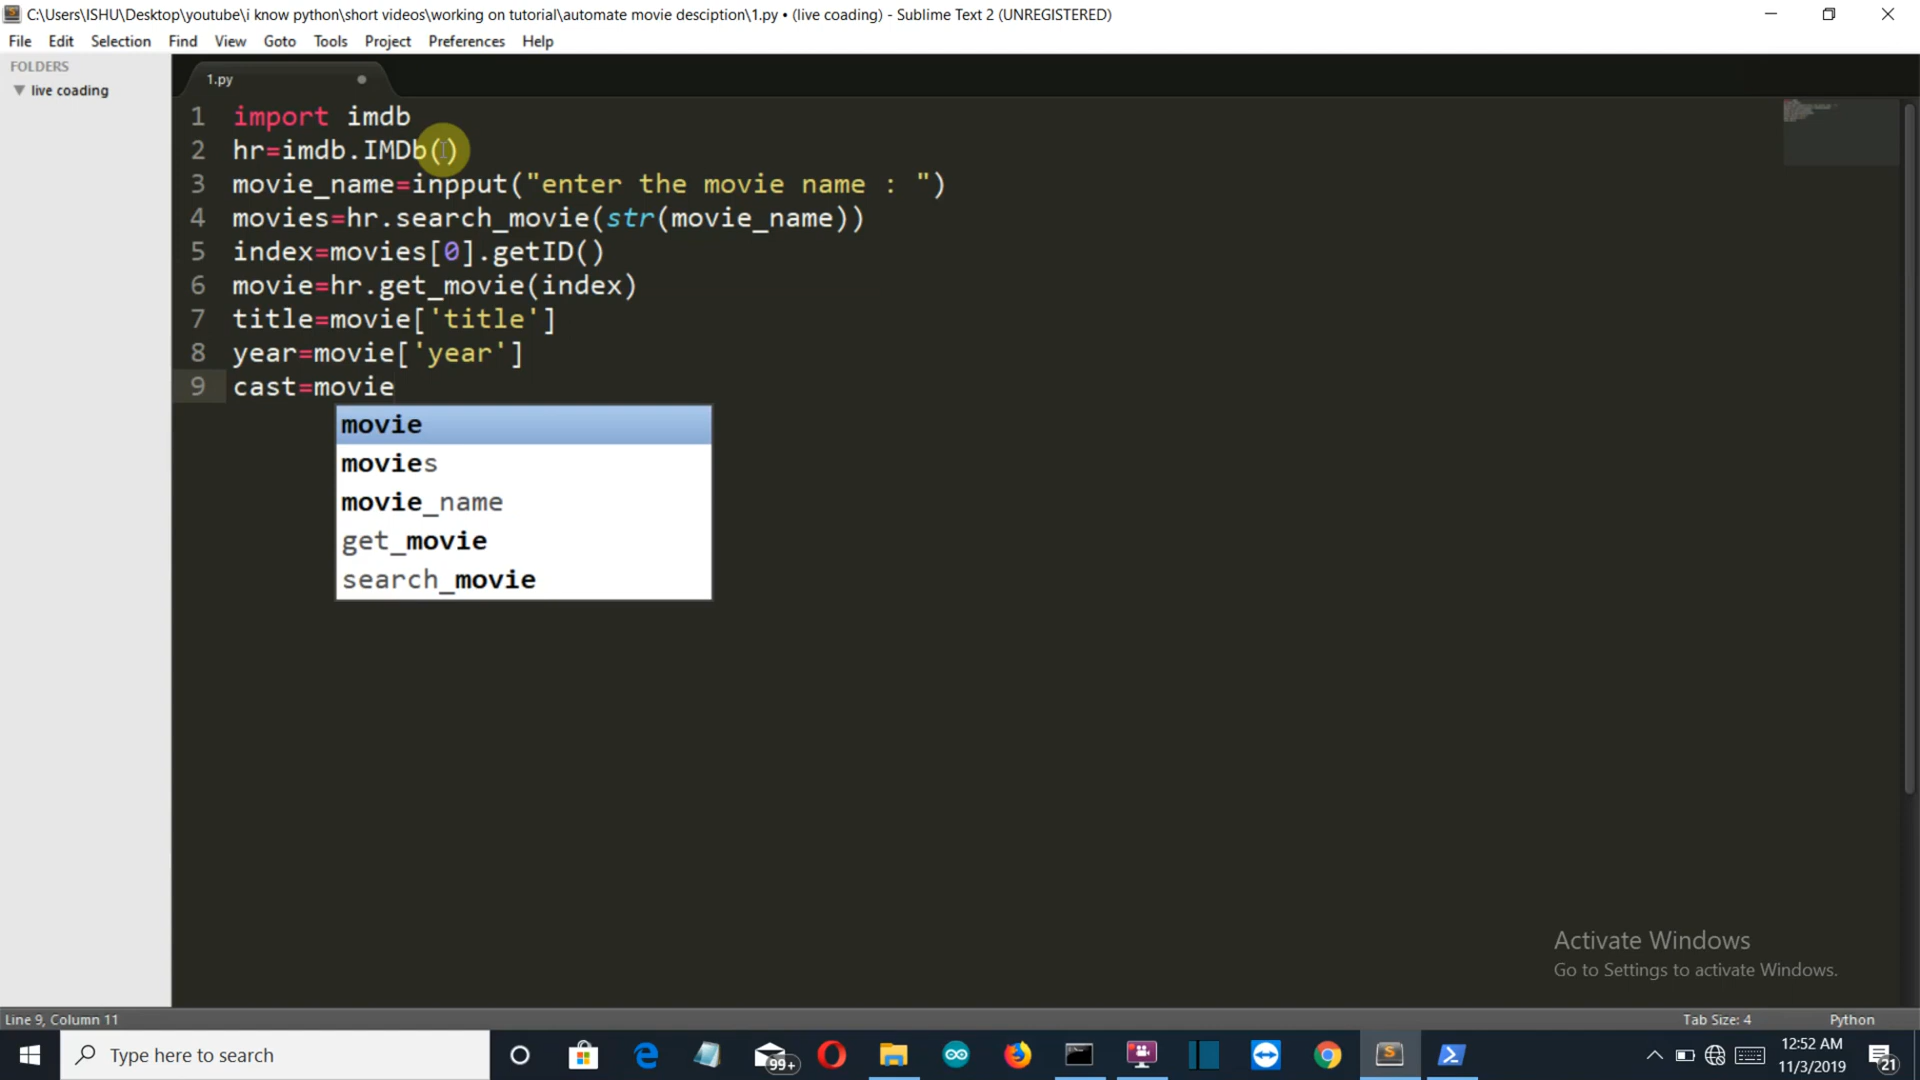 C:\Users\ISHU\Desktop\youtube\i know python\short videos\working on tutorial\automate movie desciption\1.py • (live coading) - Sublime Text 2 (UNREGISTERED)
File Edit Selection Find View Goto Tools Project Preferences Help
FOLDERS
live coading
1.py
1 import imdb
2 hr=imdb.IMDb()
3 movie_name=inpput("enter the movie name : ")
4 movies=hr.search_movie(str(movie_name))
5 index=movies[0].getID()
6 movie=hr.get_movie(index)
7 title=movie['title']
8 year=movie['year']
9 cast=movie
movie
movies
movie_name
get_movie
search_movie
Activate Windows
Go to Settings to activate Windows.
Line 9, Column 11
Tab Size: 4
Python
Type here to search
99+
12:52 AM
11/3/2019
21